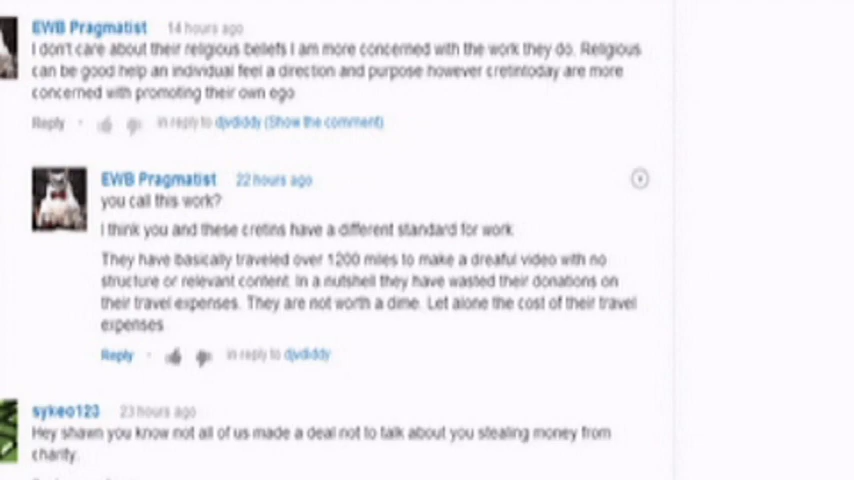 EWB Pragmatist 14 hours ago
I don't care about their religious beliefs I am more concerned with the work they do. Religious
can be good help an individual feel a direction and purpose however cretintoday are more
concerned with promoting their own ego
Reply · in reply to djvdiddy (Show the comment)
EWB Pragmatist 22 hours ago
you call this work?
I think you and these cretins have a different standard for work
They have basically traveled over 1200 miles to make a dreaful video with no
structure or relevant content. In a nutshell they have wasted their donations on
their travel expenses. They are not worth a dime. Let alone the cost of their travel
expenses
Reply · in reply to djvdiddy
sykeo123 23 hours ago
Hey shawn you know not all of us made a deal not to talk about you stealing money from
charity.